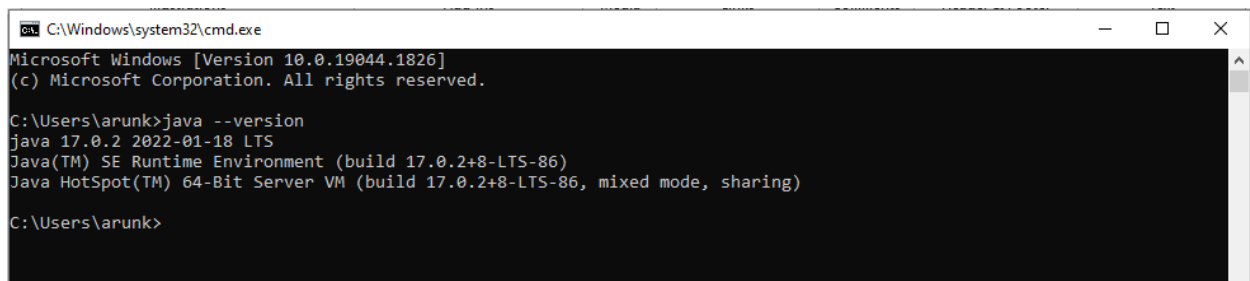 C:\Windows\system32\cmd.exe
Microsoft Windows [Version 10.0.19044.1826]
(c) Microsoft Corporation. All rights reserved.
C:\Users\arunk>java --version
java 17.0.2 2022-01-18 LTS
Java(TM) SE Runtime Environment (build 17.0.2+8-LTS-86)
Java HotSpot(TM) 64-Bit Server VM (build 17.0.2+8-LTS-86, mixed mode, sharing)
C:\Users\arunk>